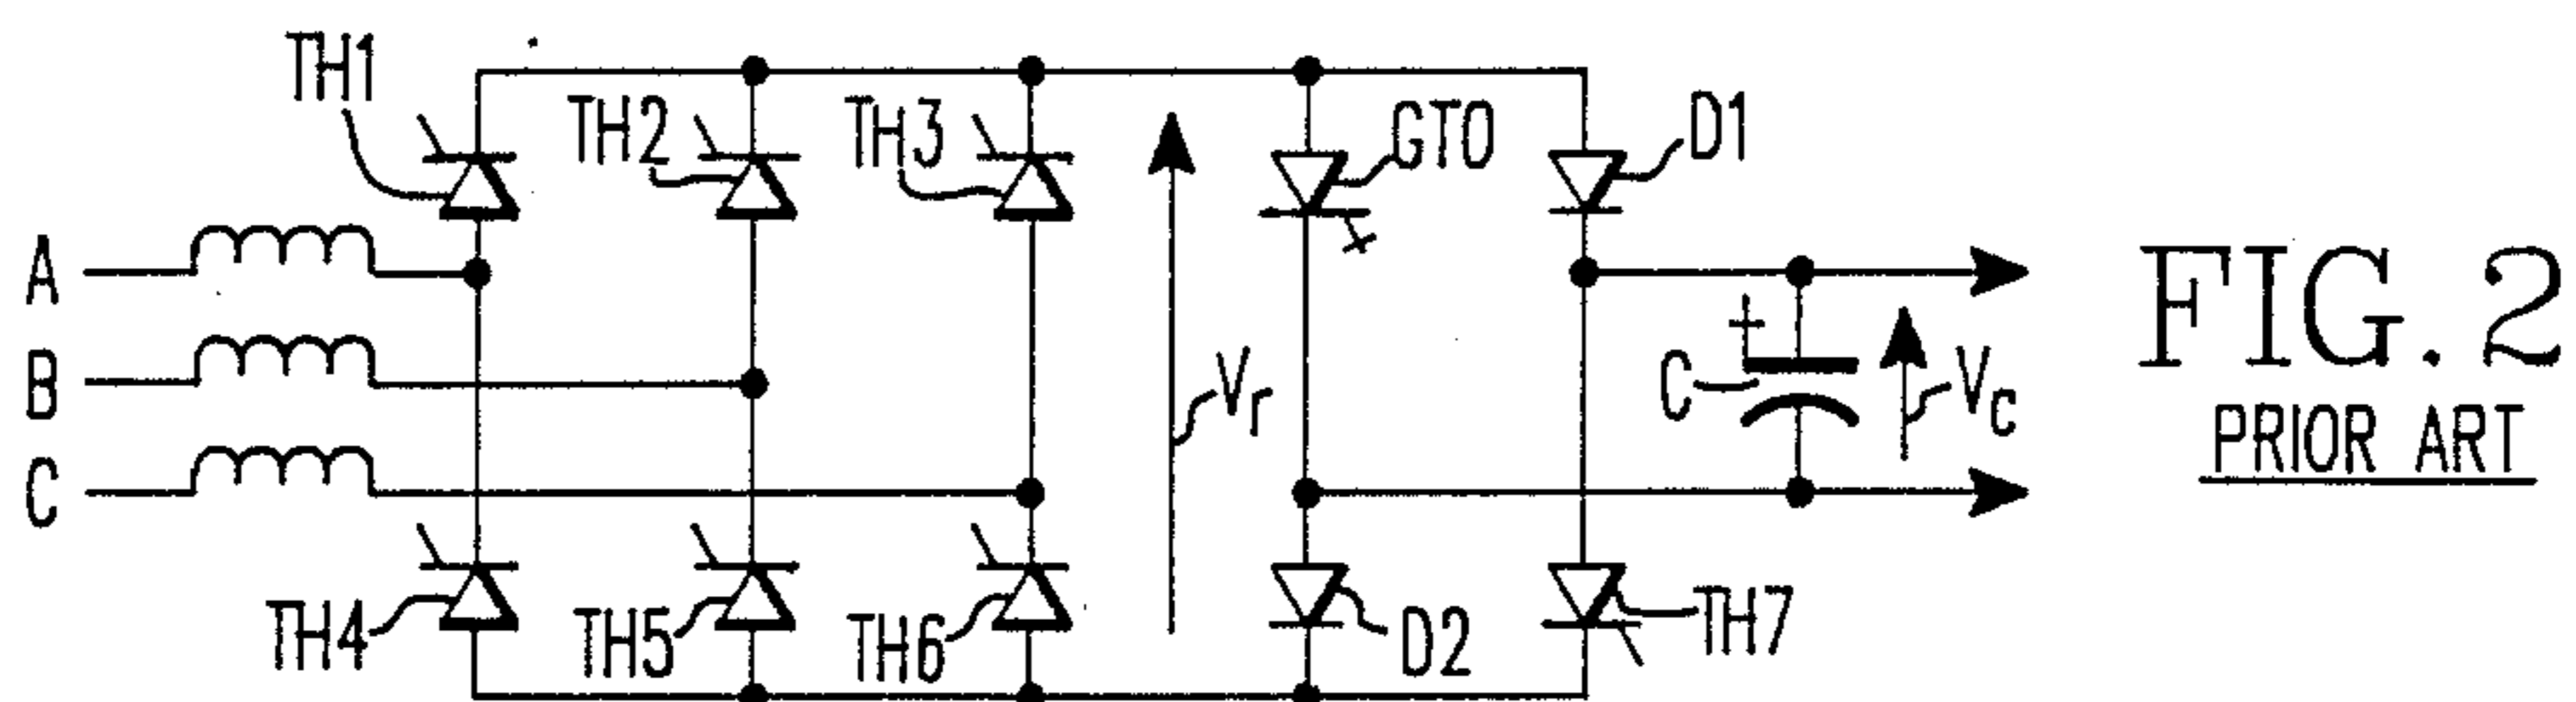 TH1
TH2
TH3
GTO
D1
A
B
C
Vr
+
C
Vc
TH4
TH5
TH6
D2
TH7
FIG. 2
PRIOR ART